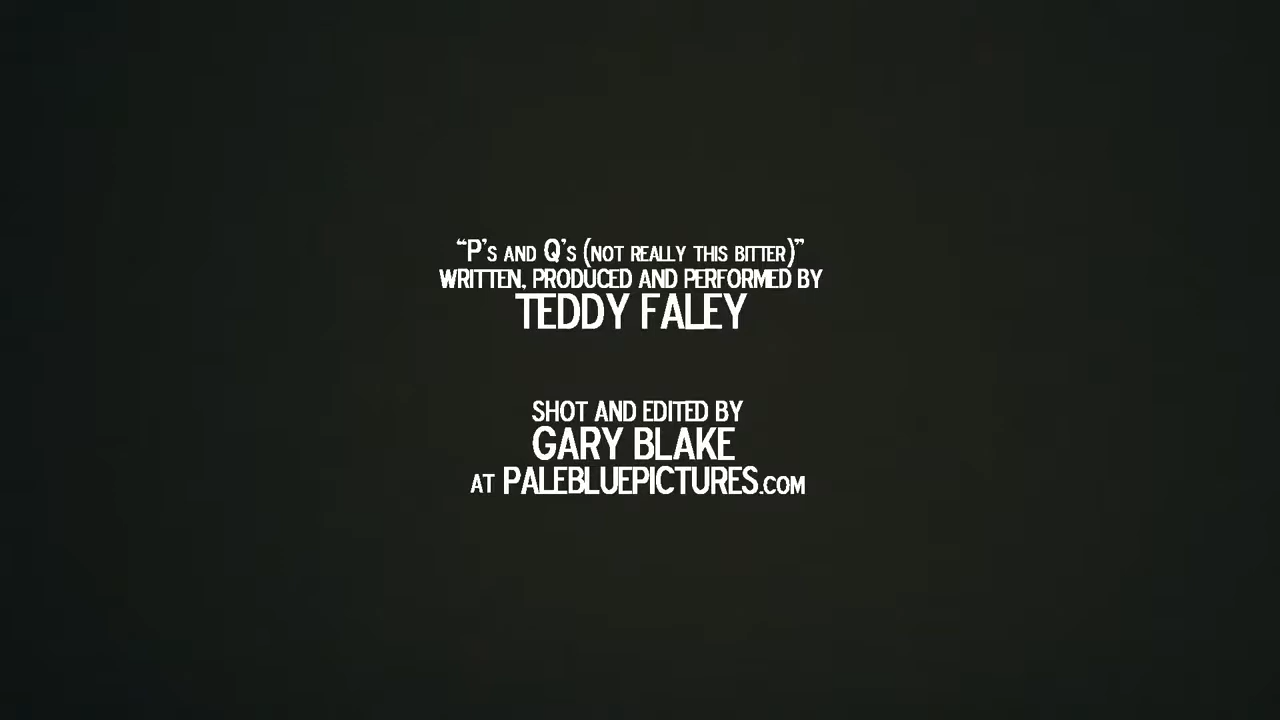 “P’s and Q’s (not really this bitter)”
WRITTEN, PRODUCED AND PERFORMED BY
TEDDY FALEY
SHOT AND EDITED BY
GARY BLAKE
AT PALEBLUEPICTURES.COM